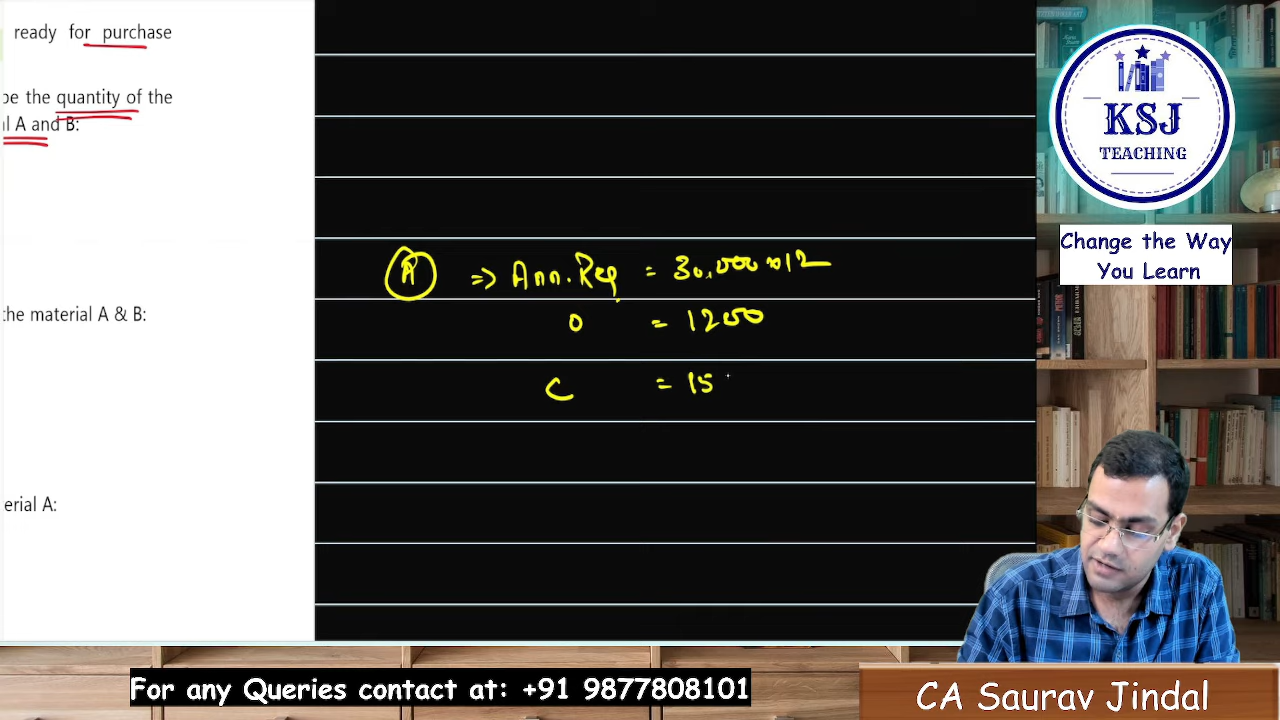 ready for purchase
be the quantity of the
al A and B:
the material A & B:
erial A:
A => Ann. Req = 30,000 x 12
O = 1200
C = 15
KSJ
TEACHING
Change the Way
You Learn
For any Queries contact at: +91 9877808101
CA Saurav Jindal